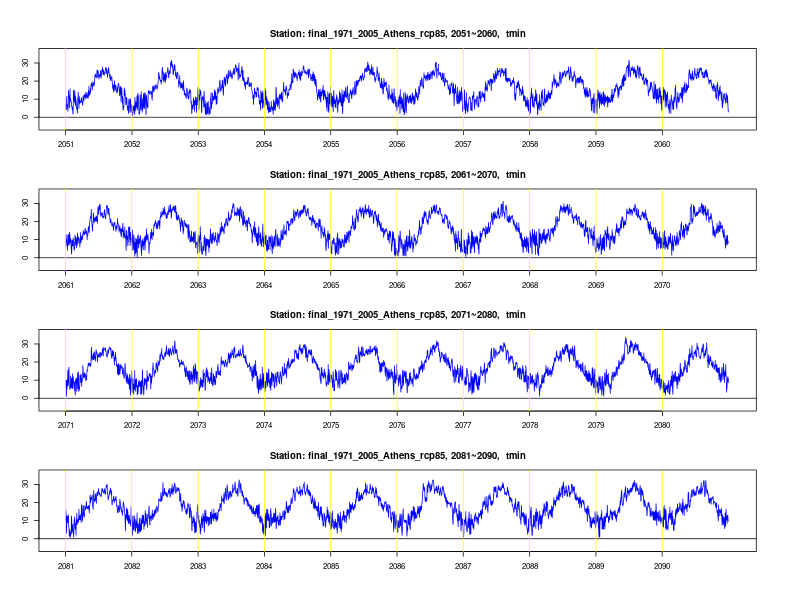 Station: final_1971_2005_Athens_rcp85, 2051~2060, tmin
30
20
10
0
2051 2052 2053 2054 2055 2056 2057 2058 2059 2060
Station: final_1971_2005_Athens_rcp85, 2061~2070, tmin
30
20
10
0
2061 2062 2063 2064 2065 2066 2067 2068 2069 2070
Station: final_1971_2005_Athens_rcp85, 2071~2080, tmin
30
20
10
0
2071 2072 2073 2074 2075 2076 2077 2078 2079 2080
Station: final_1971_2005_Athens_rcp85, 2081~2090, tmin
30
20
10
0
2081 2082 2083 2084 2085 2086 2087 2088 2089 2090